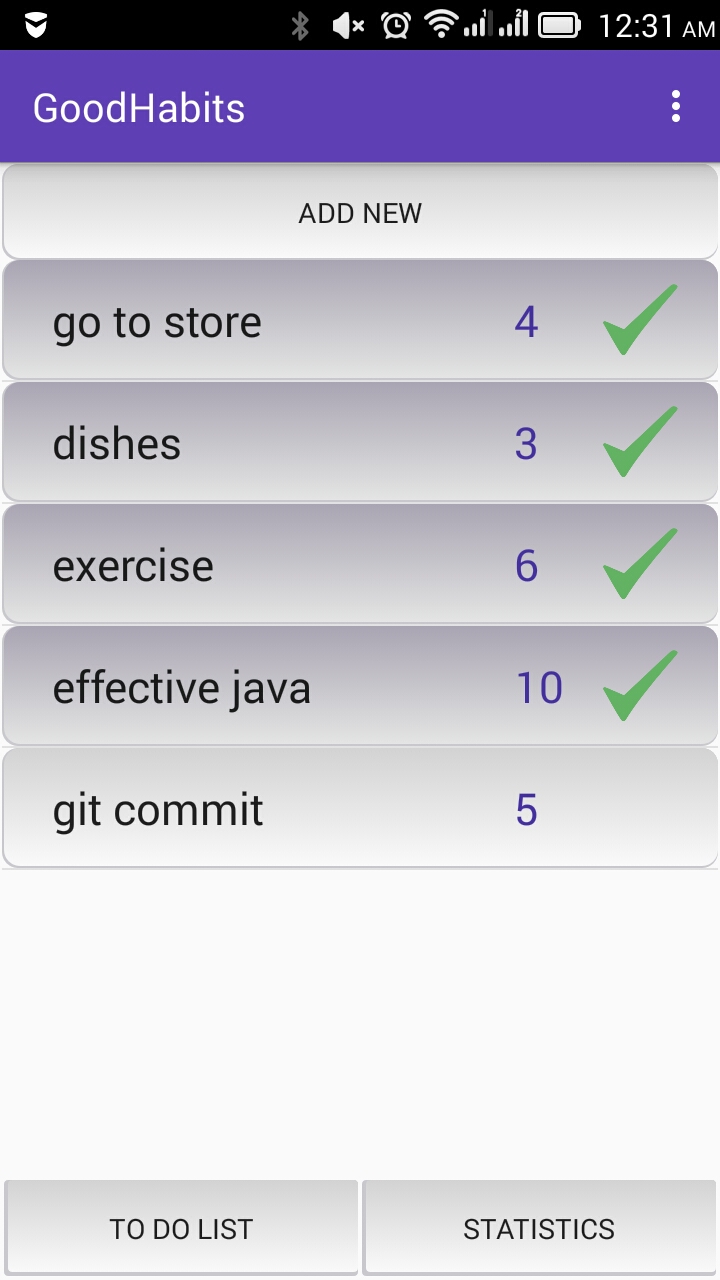 12:31 AM
GoodHabits
ADD NEW
go to store 4
dishes 3
exercise 6
effective java 10
git commit 5
TO DO LIST STATISTICS